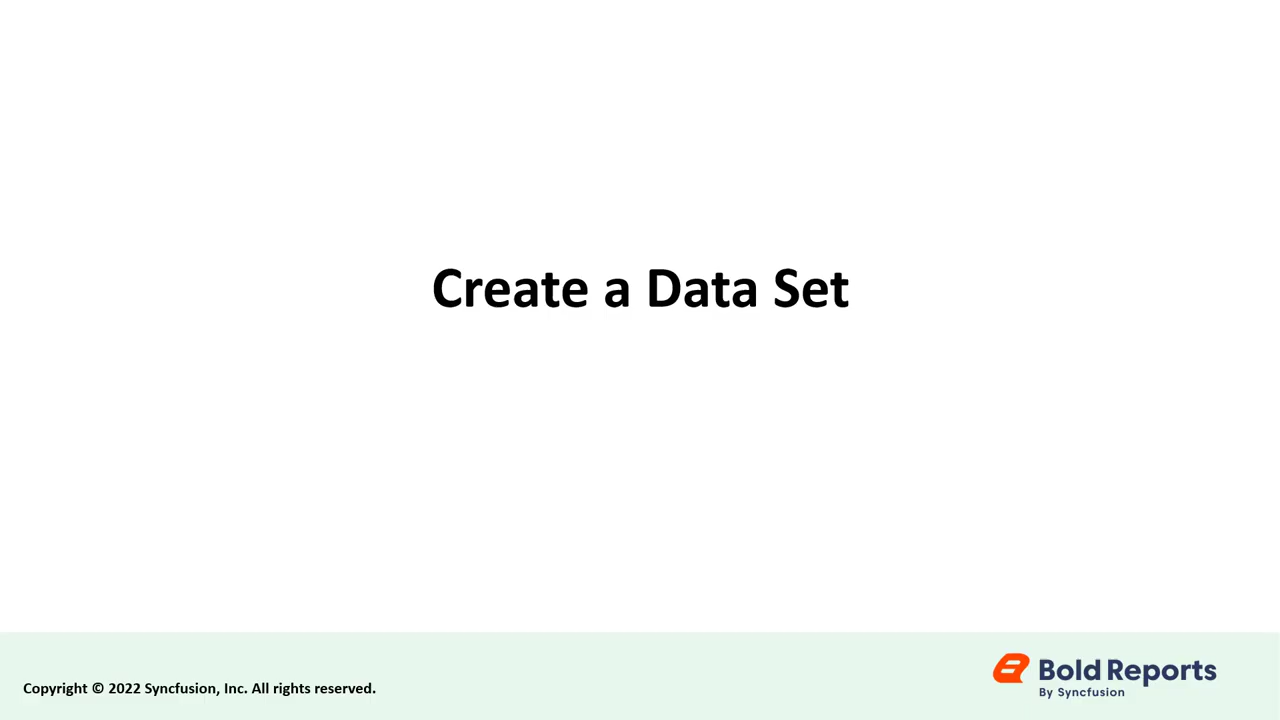 Create a Data Set
Copyright © 2022 Syncfusion, Inc. All rights reserved.
Bold Reports
By Syncfusion